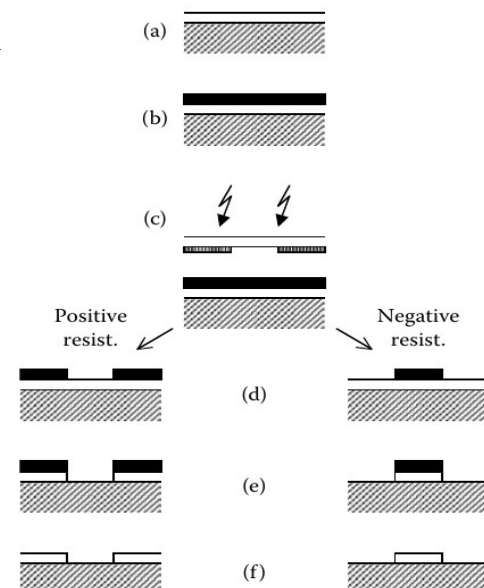 (a)
(b)
(c)
Positive
resist.
Negative
resist.
(d)
(e)
(f)